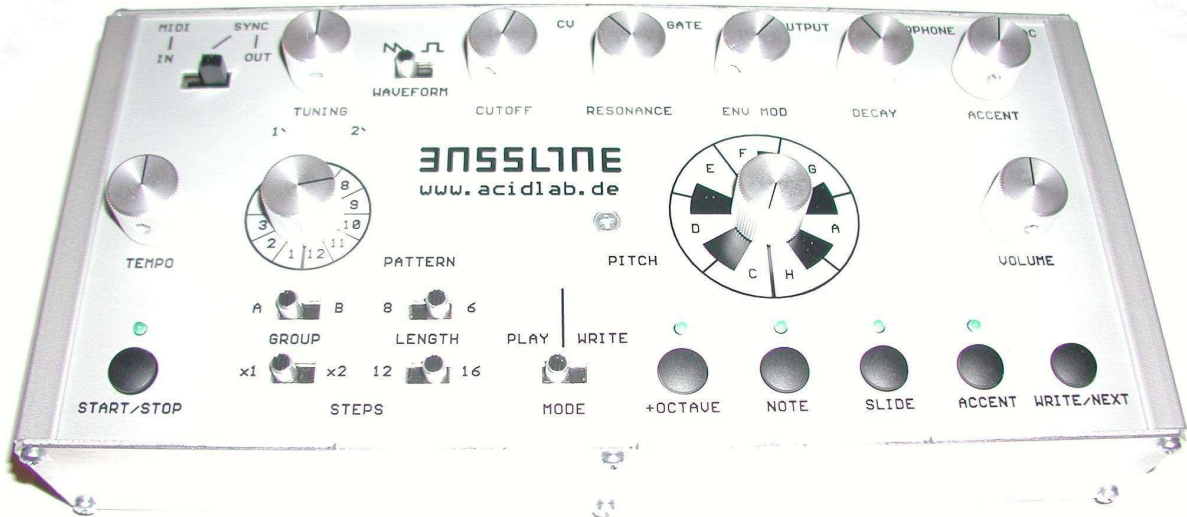 MIDI SYNC
IN OUT
CV GATE
TUNING
WAVEFORM
CUTOFF
RESONANCE
ENV MOD
DECAY
ACCENT
1 2
BASSLINE
www.acidlab.de
TEMPO
8
9
10
11
12
1
2
3
PATTERN
PITCH
C
D
E
F
G
A
H
VOLUME
A B
GROUP
8 6
LENGTH
PLAY WRITE
x1 x2
12 16
STEPS
MODE
START/STOP
+OCTAVE
NOTE
SLIDE
ACCENT
WRITE/NEXT